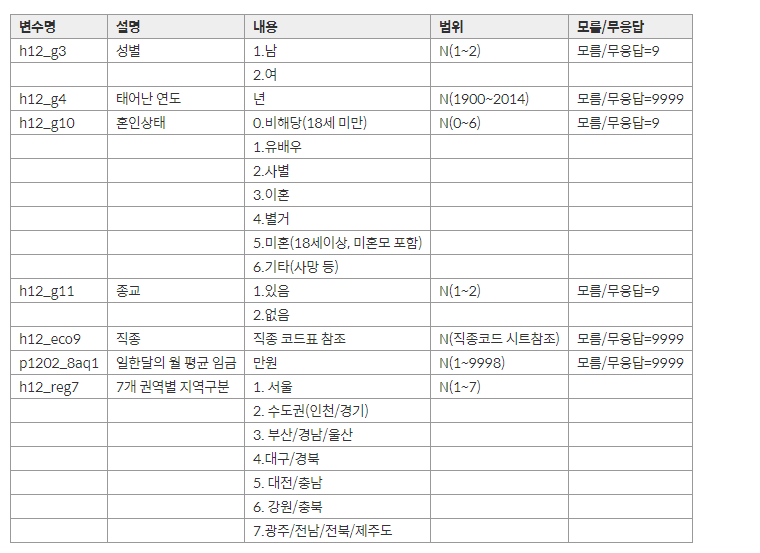 변수명 설명 내용 범위 모름/무응답
h12_g3 성별 1.남 N(1~2) 모름/무응답=9
2.여
h12_g4 태어난 연도 년 N(1900~2014) 모름/무응답=9999
h12_g10 혼인상태 0.비해당(18세 미만) N(0~6) 모름/무응답=9
1.유배우
2.사별
3.이혼
4.별거
5.미혼(18세이상, 미혼모 포함)
6.기타(사망 등)
h12_g11 종교 1.있음 N(1~2) 모름/무응답=9
2.없음
h12_eco9 직종 직종 코드표 참조 N(직종코드 시트참조) 모름/무응답=9999
p1202_8aq1 일한달의 월 평균 임금 만원 N(1~9998) 모름/무응답=9999
h12_reg7 7개 권역별 지역구분 1. 서울 N(1~7)
2. 수도권(인천/경기)
3. 부산/경남/울산
4.대구/경북
5. 대전/충남
6. 강원/충북
7.광주/전남/전북/제주도